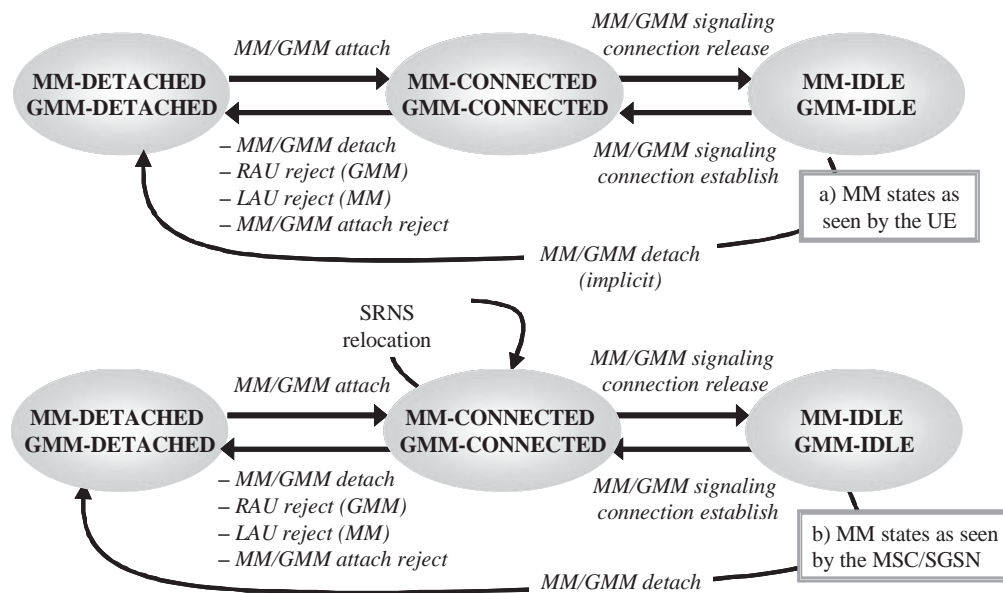 MM/GMM attach
MM/GMM signaling
connection release
MM-DETACHED
GMM-DETACHED
MM-CONNECTED
GMM-CONNECTED
MM-IDLE
GMM-IDLE
– MM/GMM detach
– RAU reject (GMM)
– LAU reject (MM)
– MM/GMM attach reject
MM/GMM signaling
connection establish
a) MM states as
seen by the UE
MM/GMM detach
(implicit)
SRNS
relocation
MM/GMM attach
MM/GMM signaling
connection release
MM-DETACHED
GMM-DETACHED
MM-CONNECTED
GMM-CONNECTED
MM-IDLE
GMM-IDLE
– MM/GMM detach
– RAU reject (GMM)
– LAU reject (MM)
– MM/GMM attach reject
MM/GMM signaling
connection establish
b) MM states as seen
by the MSC/SGSN
MM/GMM detach